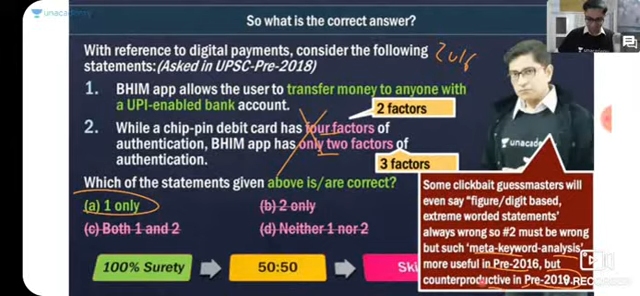 unacademy
So what is the correct answer?
With reference to digital payments, consider the following
statements:(Asked in UPSC-Pre-2018)
2018
1. BHIM app allows the user to transfer money to anyone with
a UPI-enabled bank account.
2 factors
2. While a chip-pin debit card has four factors of
authentication, BHIM app has only two factors of
authentication.
3 factors
Which of the statements given above is/are correct?
(a) 1 only
(b) 2 only
(c) Both 1 and 2
(d) Neither 1 nor 2
100% Surety
50:50
Ski
unacademy
Some clickbait guessmasters will
even say "figure/digit based,
extreme worded statements'
always wrong so #2 must be wrong
but such 'meta-keyword-analysis'
more useful in Pre-2016, but
counterproductive in Pre-2019.